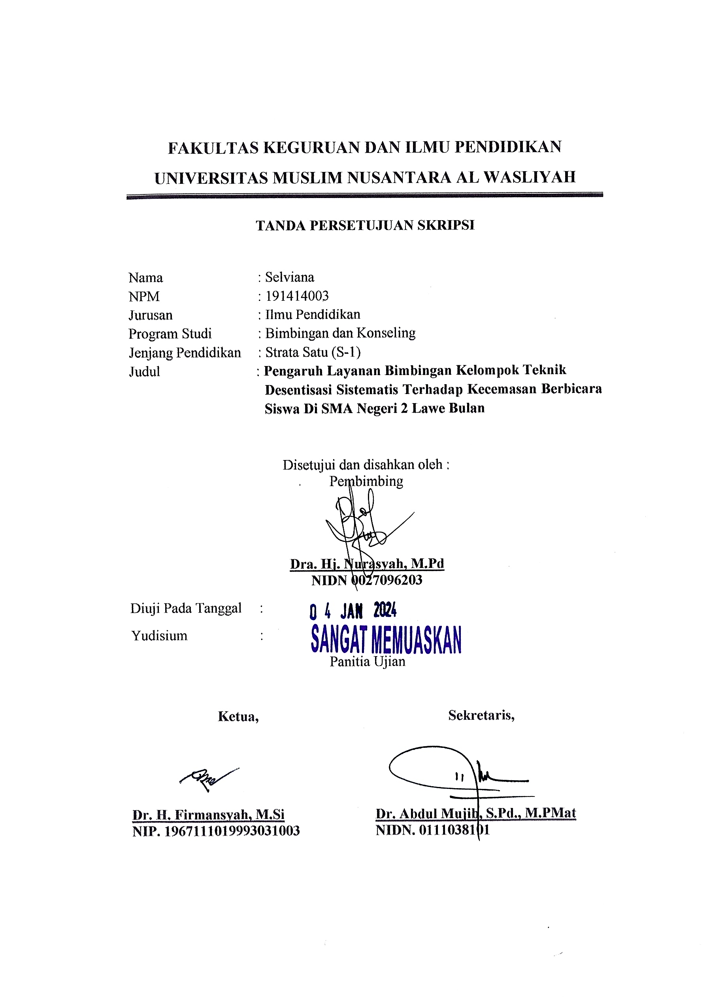 FAKULTAS KEGURUAN DAN ILMU PENDIDIKAN
UNIVERSITAS MUSLIM NUSANTARA AL WASLIYAH
TANDA PERSETUJUAN SKRIPSI
Nama : Selviana
NPM : 191414003
Jurusan : Ilmu Pendidikan
Program Studi : Bimbingan dan Konseling
Jenjang Pendidikan : Strata Satu (S-1)
Judul : Pengaruh Layanan Bimbingan Kelompok Teknik
Desentisasi Sistematis Terhadap Kecemasan Berbicara
Siswa Di SMA Negeri 2 Lawe Bulan
Disetujui dan disahkan oleh :
Pembimbing
Dra. Hj. Nurasyah, M.Pd
NIDN 0027096203
Diuji Pada Tanggal : 04 JAN 2024
Yudisium : SANGAT MEMUASKAN
Panitia Ujian
Ketua, Sekretaris,
Dr. H. Firmansyah, M.Si Dr. Abdul Mujib, S.Pd., M.PMat
NIP. 1967111019993031003 NIDN. 0111038101